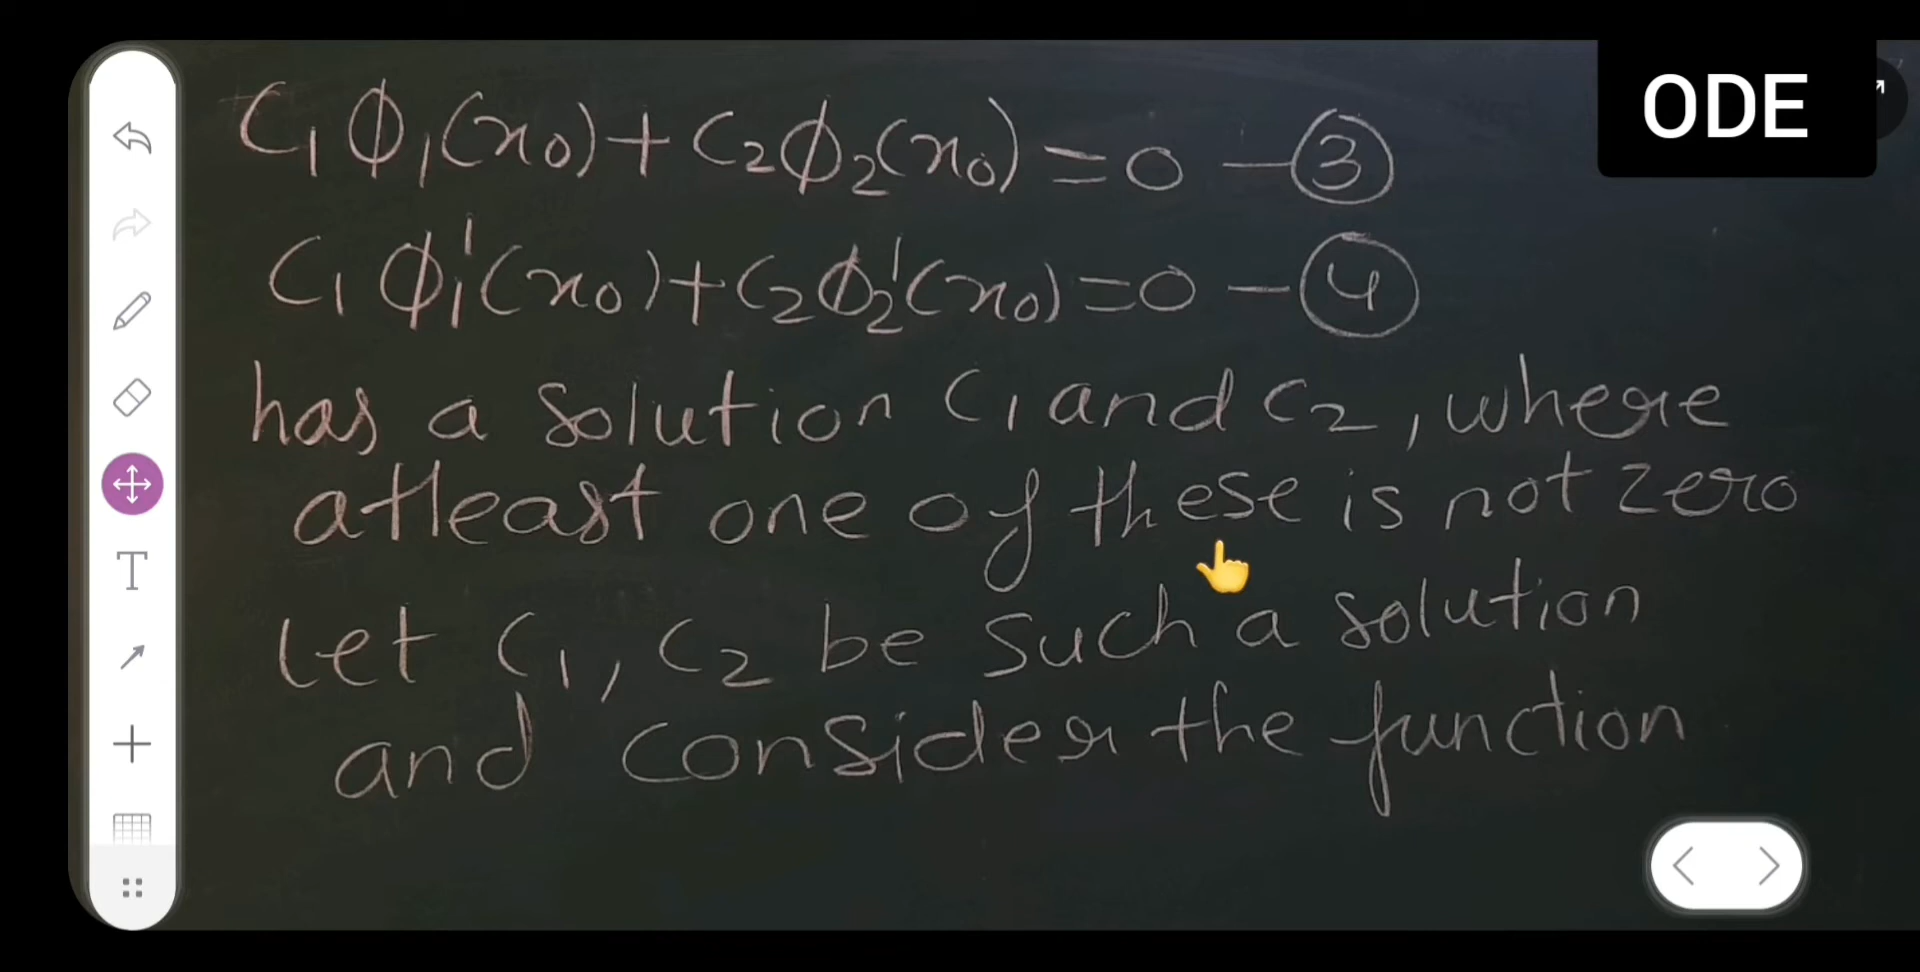 ODE
C₁ϕ₁(x₀)+C₂ϕ₂(x₀)=0 —③
C₁ϕ₁'(x₀)+C₂ϕ₂'(x₀)=0 —④
has a solution C₁ and C₂, where
atleast one of these is not zero
Let C₁, C₂ be such a solution
and consider the function
T